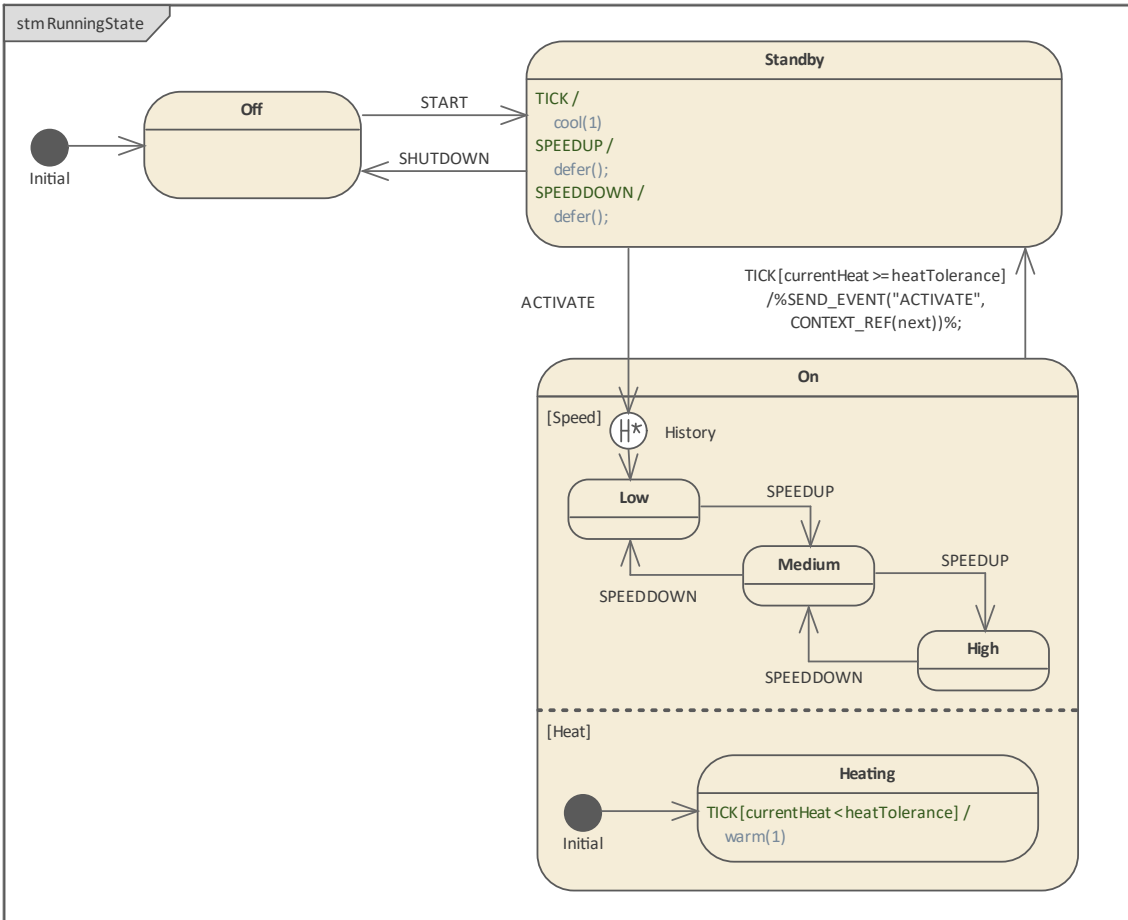 stm RunningState
Standby
Off
START
TICK /
cool(1)
SPEEDUP /
defer();
SPEEDDOWN /
defer();
SHUTDOWN
Initial
ACTIVATE
TICK [currentHeat >= heatTolerance]
/%SEND_EVENT("ACTIVATE",
CONTEXT_REF(next))%;
On
[Speed]
H*
History
Low
SPEEDUP
Medium
SPEEDUP
SPEEDDOWN
High
SPEEDDOWN
[Heat]
Heating
TICK [currentHeat < heatTolerance] /
warm(1)
Initial